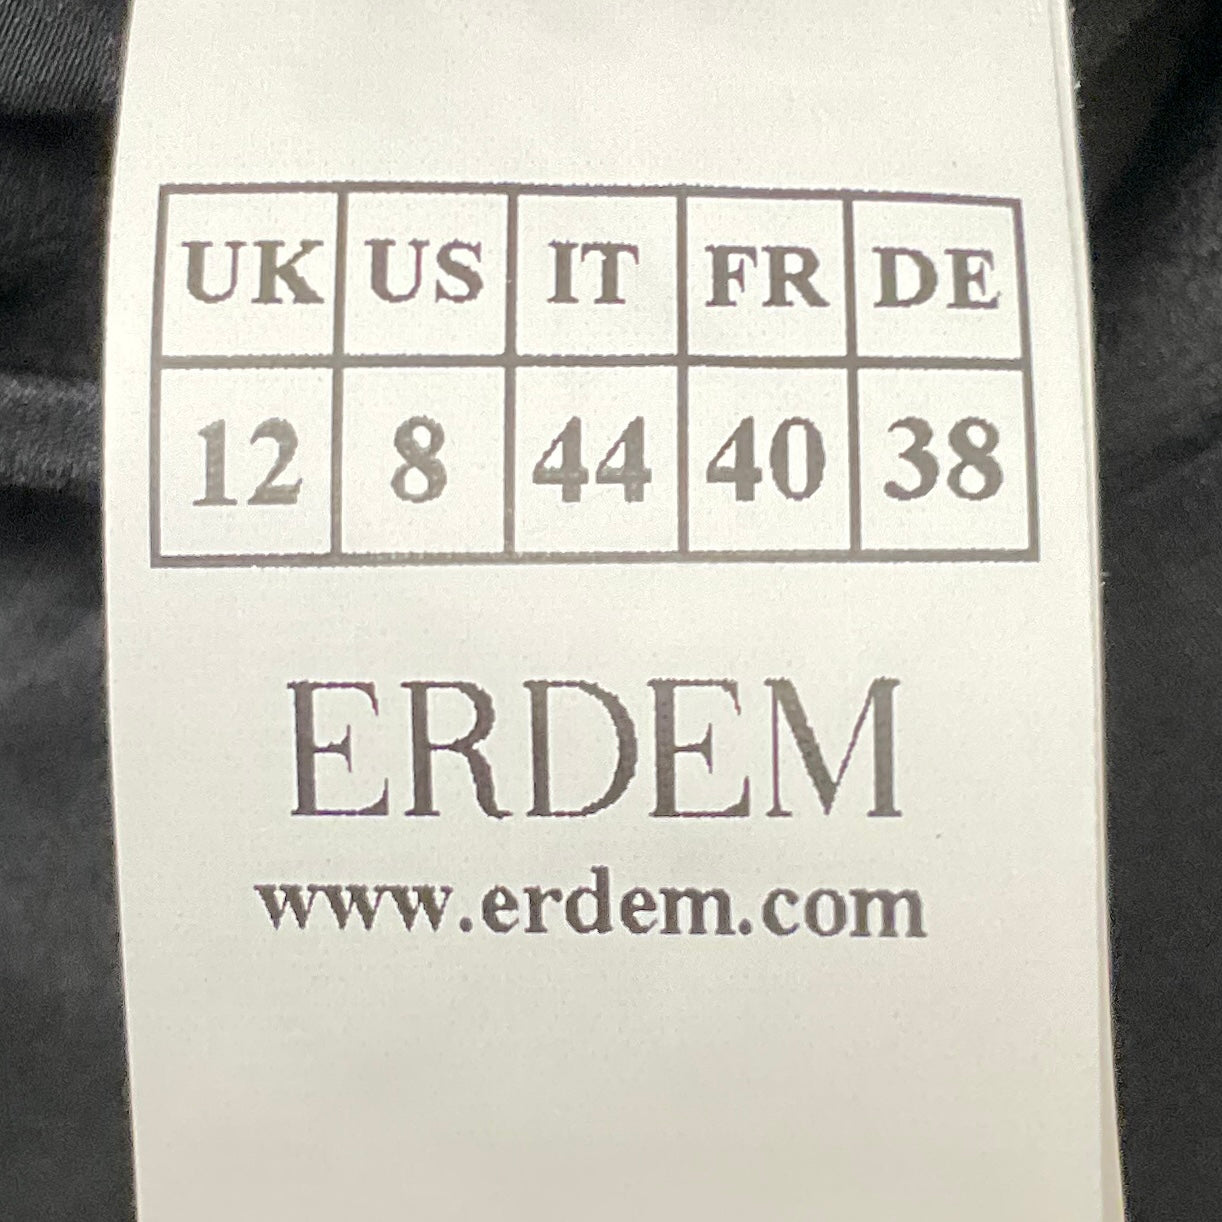 UK US IT FR DE
12 8 44 40 38
ERDEM
www.erdem.com